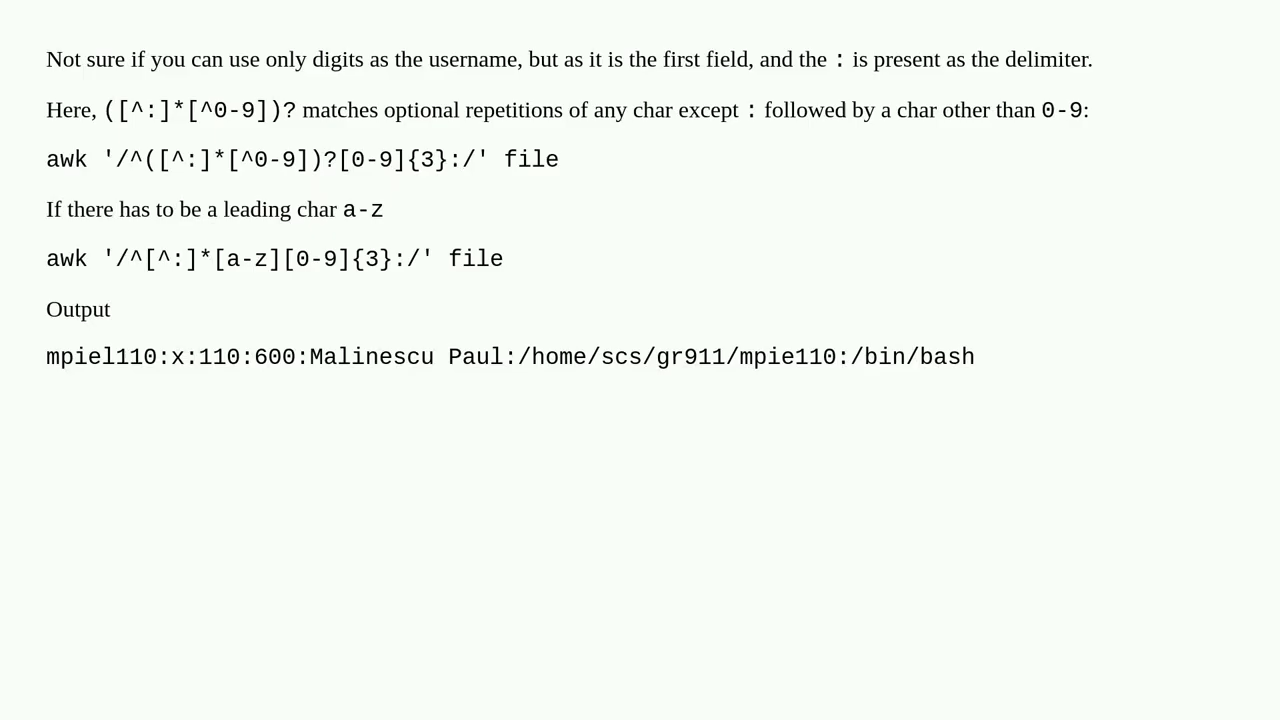 Not sure if you can use only digits as the username, but as it is the first field, and the : is present as the delimiter.
Here, ([^:]*[^0-9])? matches optional repetitions of any char except : followed by a char other than 0-9:
awk '/^([^:]*[^0-9])?[0-9]{3}:/' file
If there has to be a leading char a-z
awk '/^[^:]*[a-z][0-9]{3}:/' file
Output
mpiel110:x:110:600:Malinescu Paul:/home/scs/gr911/mpie110:/bin/bash